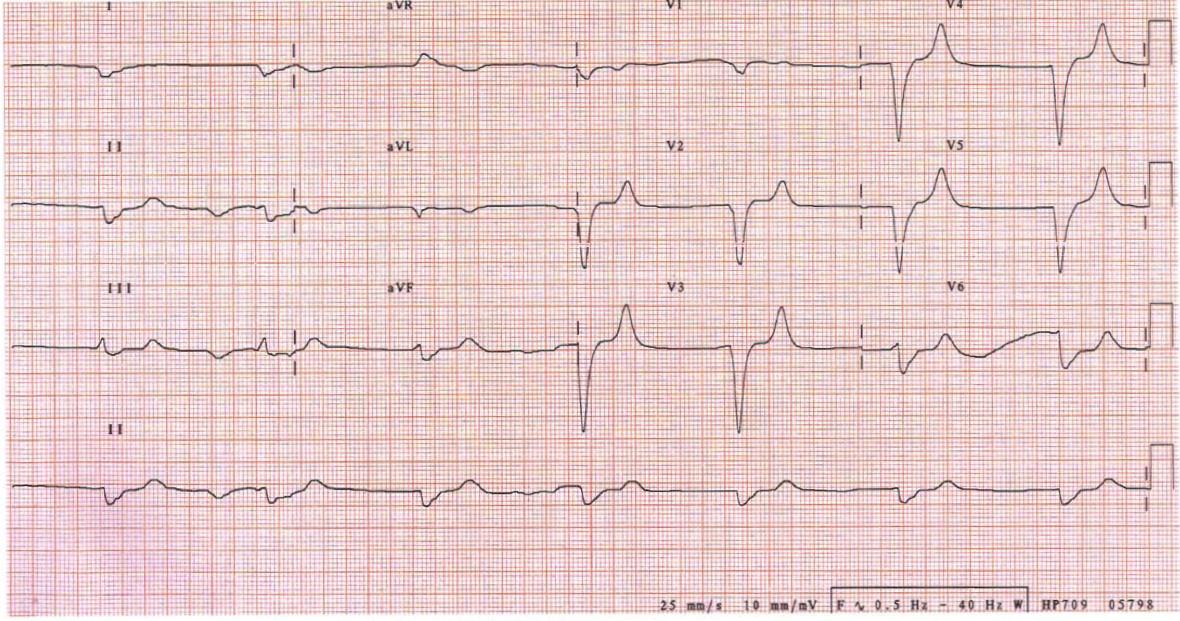 I aVR V1 V4
II aVL V2 V5
III aVF V3 V6
II
25 mm/s 10 mm/mV F ∿ 0.5 Hz - 40 Hz W HP709 05798